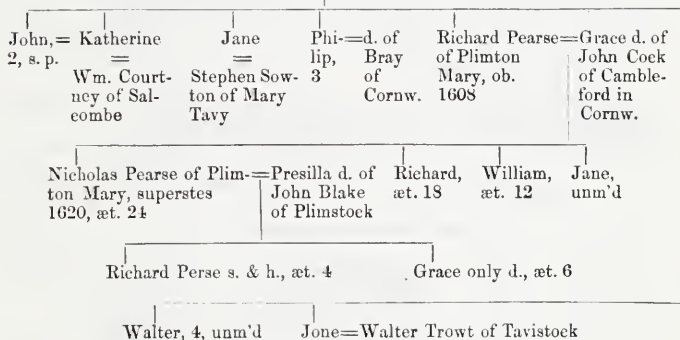 John,= Katherine Jane Phi-=d. of Richard Pearse=Grace d. of
2, s. p. = = lip, Bray of Plimton John Cock
Wm. Court- Stephen Sow- 3 of Mary, ob. of Camble-
ney of Sal- ton of Mary Cornw. 1608 ford in
combe Tavy Cornw.
Nicholas Pearse of Plim-=Presilla d. of Richard, William, Jane,
ton Mary, superstes John Blake æt. 18 æt. 12 unm'd
1620, æt. 24 of Plimstock
Richard Perse s. & h., æt. 4 Grace only d., æt. 6
Walter, 4, unm'd Jone=Walter Trowt of Tavistock